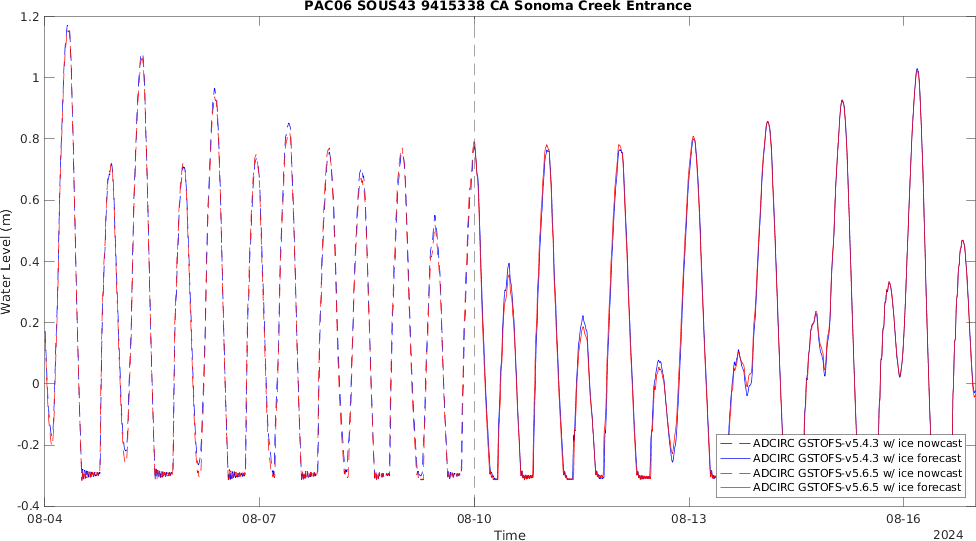 PAC06 SOUS43 9415338 CA Sonoma Creek Entrance
1.2
1
0.8
0.6
0.4
0.2
0
-0.2
-0.4
Water Level (m)
ADCIRC GSTOFS-v5.4.3 w/ ice nowcast
ADCIRC GSTOFS-v5.4.3 w/ ice forecast
ADCIRC GSTOFS-v5.6.5 w/ ice nowcast
ADCIRC GSTOFS-v5.6.5 w/ ice forecast
08-04
08-07
08-10
08-13
08-16
Time
2024